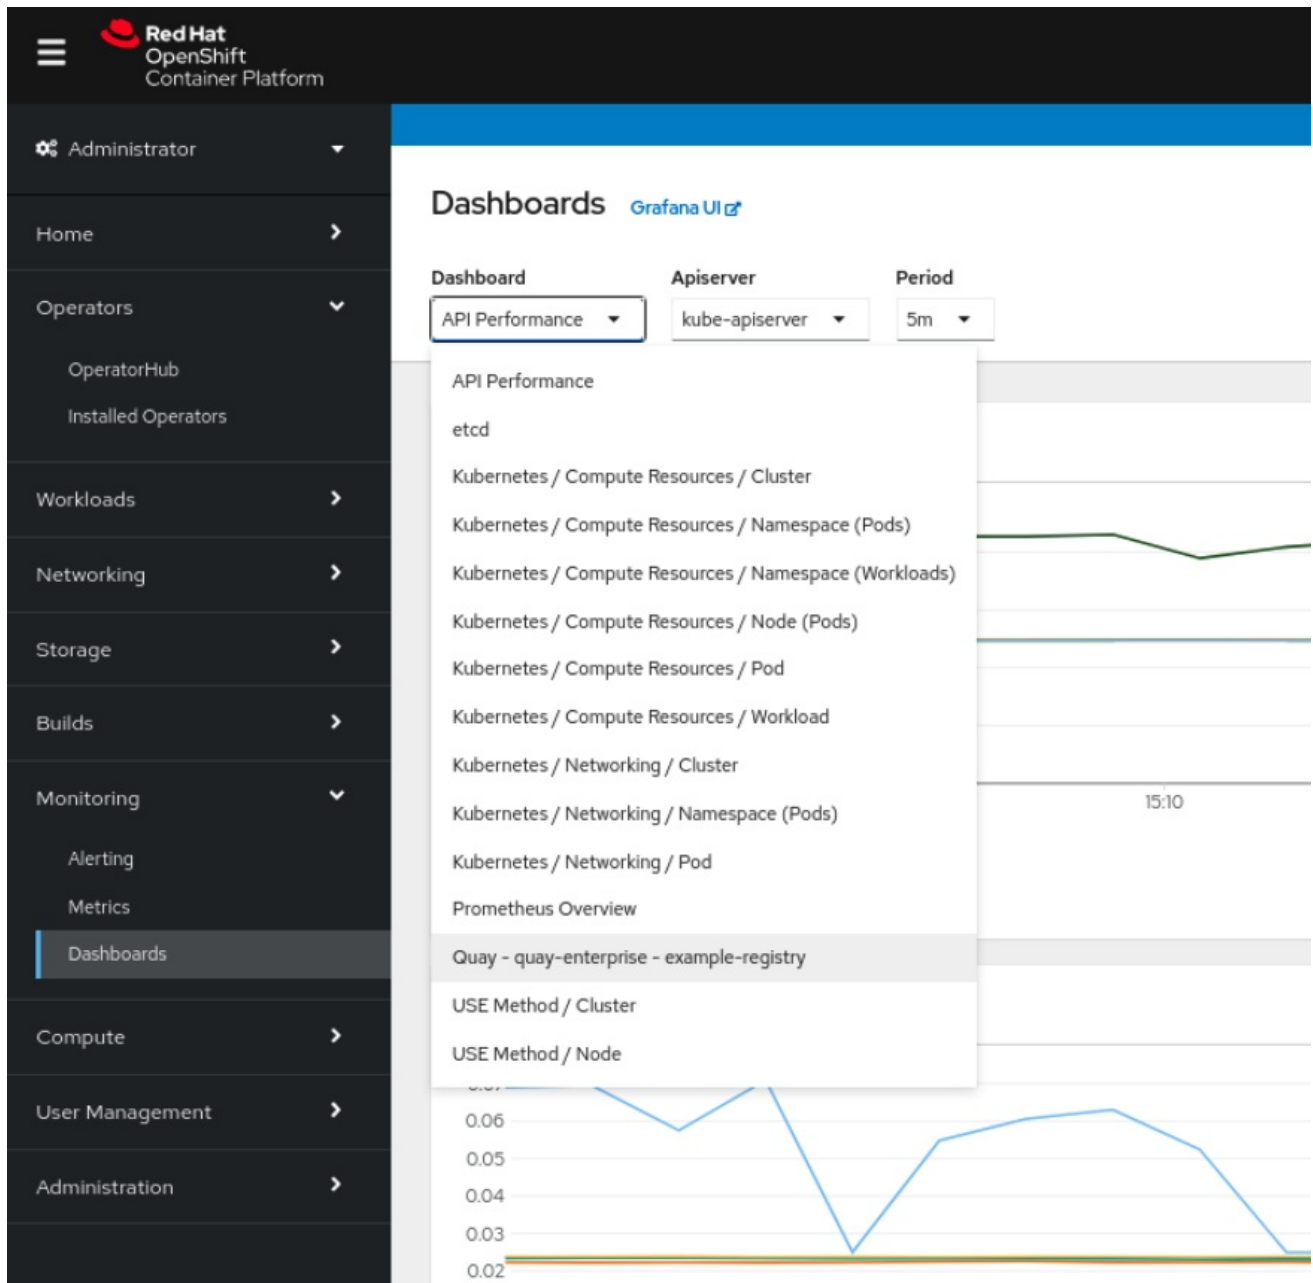 Red Hat
OpenShift
Container Platform
Administrator
Home
Operators
OperatorHub
Installed Operators
Workloads
Networking
Storage
Builds
Monitoring
Alerting
Metrics
Dashboards
Compute
User Management
Administration
Dashboards Grafana UI
Dashboard Apiserver Period
API Performance kube-apiserver 5m
API Performance
etcd
Kubernetes / Compute Resources / Cluster
Kubernetes / Compute Resources / Namespace (Pods)
Kubernetes / Compute Resources / Namespace (Workloads)
Kubernetes / Compute Resources / Node (Pods)
Kubernetes / Compute Resources / Pod
Kubernetes / Compute Resources / Workload
Kubernetes / Networking / Cluster
Kubernetes / Networking / Namespace (Pods)
Kubernetes / Networking / Pod
Prometheus Overview
Quay - quay-enterprise - example-registry
USE Method / Cluster
USE Method / Node
15:10
0.06
0.05
0.04
0.03
0.02